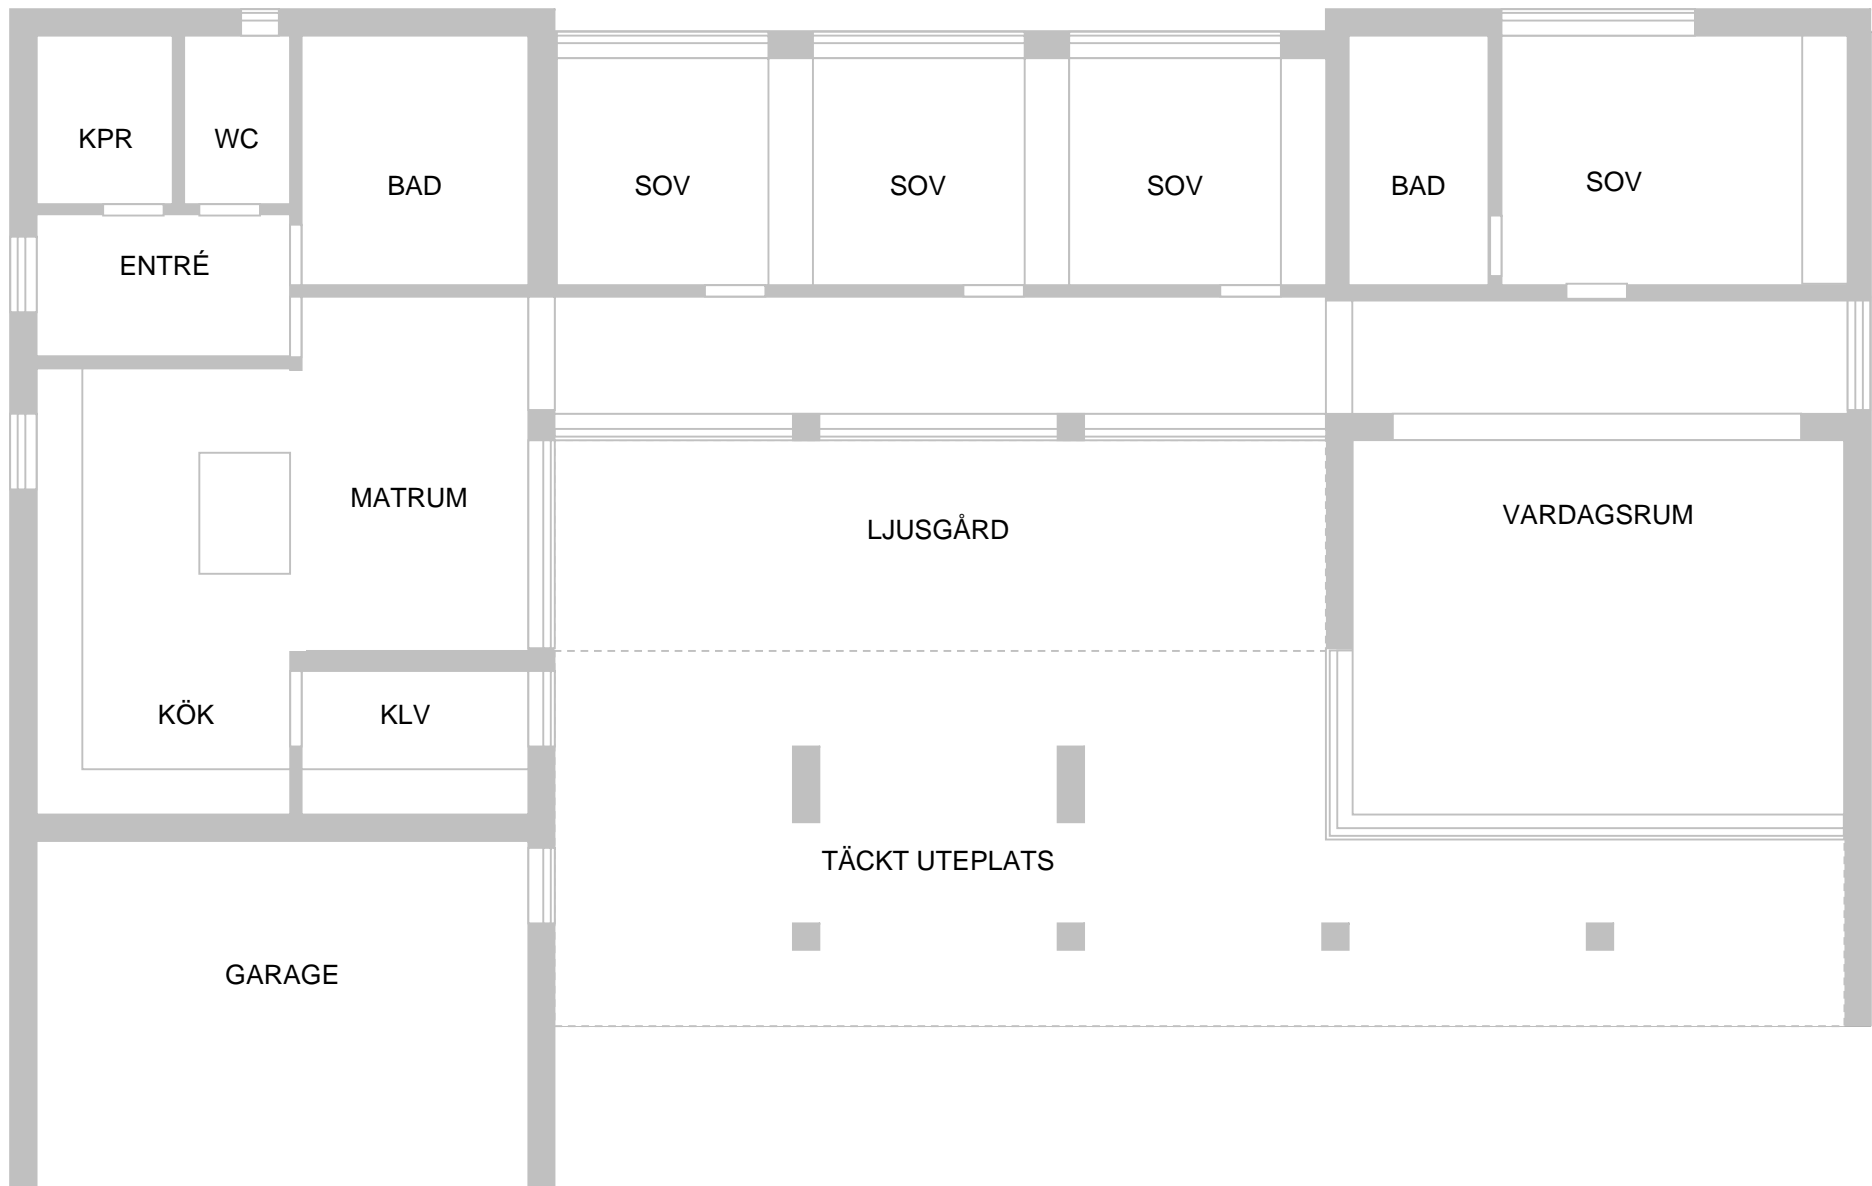 KPR
WC
BAD
SOV
SOV
SOV
BAD
SOV
ENTRÉ
MATRUM
LJUSGÅRD
VARDAGSRUM
KÖK
KLV
TÄCKT UTEPLATS
GARAGE